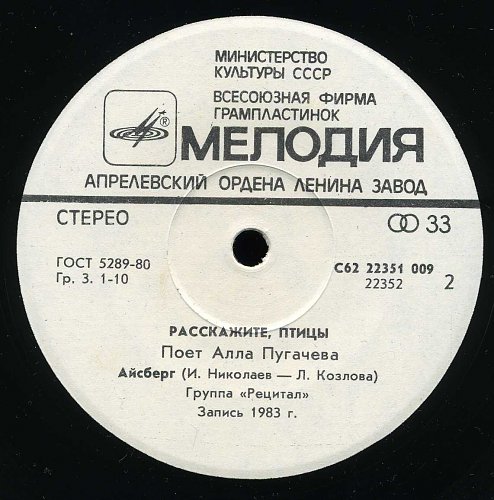 МИНИСТЕРСТВО
КУЛЬТУРЫ СССР
ВСЕСОЮЗНАЯ ФИРМА
ГРАМПЛАСТИНОК
®
МЕЛОДИЯ
АПРЕЛЕВСКИЙ ОРДЕНА ЛЕНИНА ЗАВОД
СТЕРЕО
33
ГОСТ 5289-80
Гр. 3. 1-10
С62 22351 009
22352
2
РАССКАЖИТЕ, ПТИЦЫ
Поет Алла Пугачева
Айсберг (И. Николаев — Л. Козлова)
Группа «Рецитал»
Запись 1983 г.